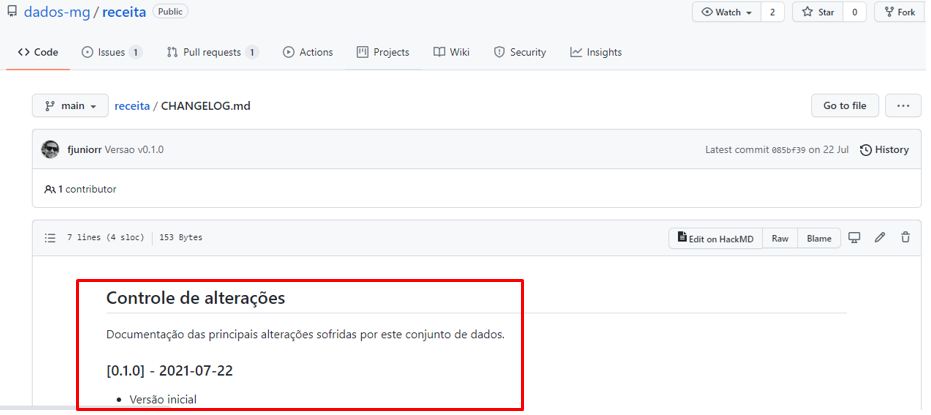 dados-mg / receita Public Watch 2 Star 0 Fork
Code Issues 1 Pull requests 1 Actions Projects Wiki Security Insights
main receita / CHANGELOG.md Go to file ...
fjuniorr Versao v0.1.0 Latest commit 085bf39 on 22 Jul History
1 contributor
7 lines (4 sloc) 153 Bytes Edit on HackMD Raw Blame
Controle de alterações
Documentação das principais alterações sofridas por este conjunto de dados.
[0.1.0] - 2021-07-22
• Versão inicial